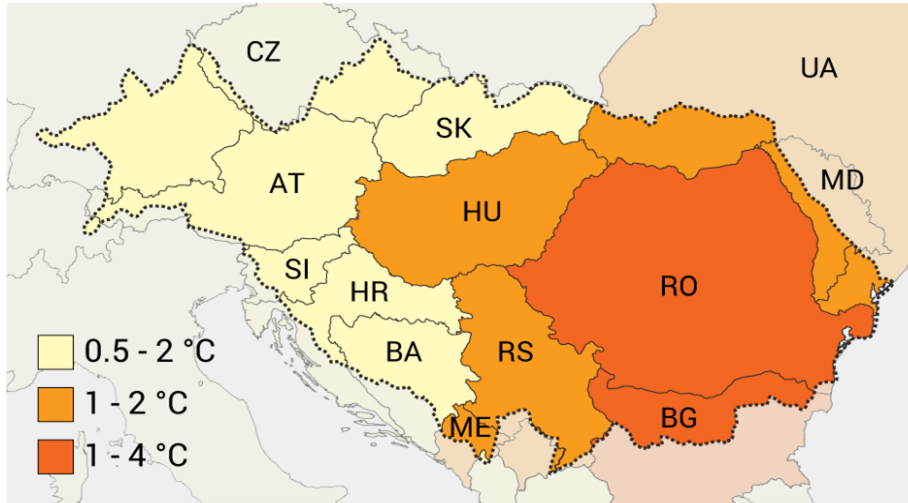 CZ
UA
SK
AT
MD
HU
SI
RO
HR
BA
RS
ME
BG
0.5 - 2 °C
1 - 2 °C
1 - 4 °C